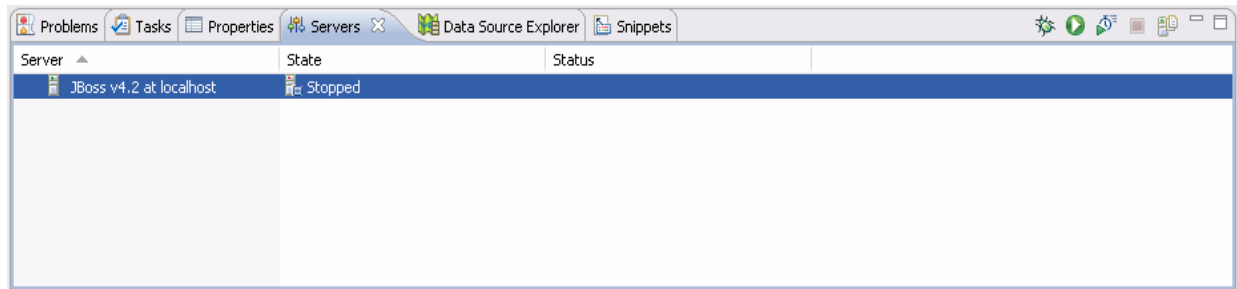 Problems Tasks Properties Servers Data Source Explorer Snippets
Server State Status
JBoss v4.2 at localhost Stopped